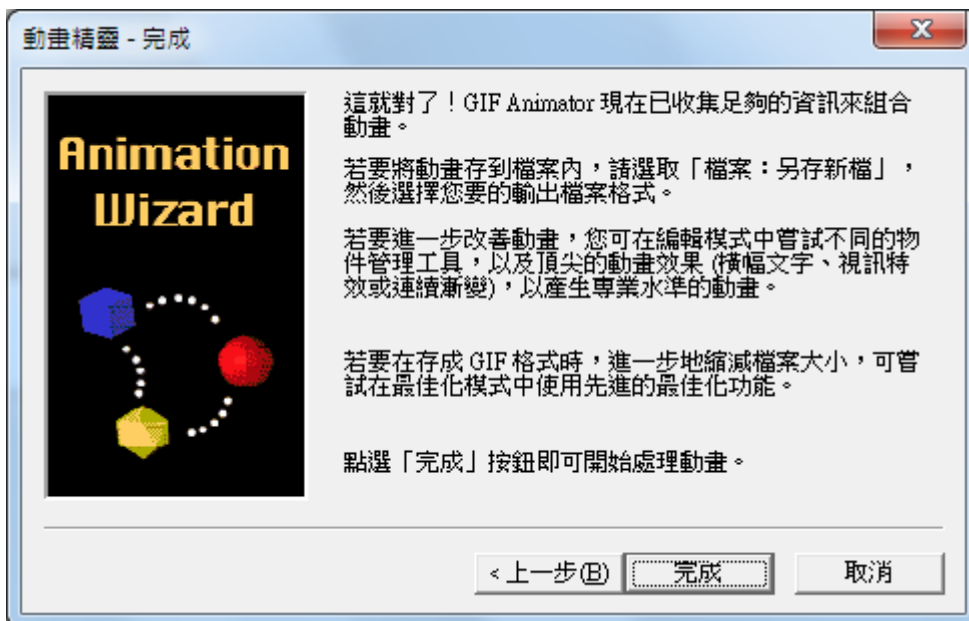 動畫精靈 - 完成
Animation
Wizard
這就對了！GIF Animator 現在已收集足夠的資訊來組合
動畫。
若要將動畫存到檔案內，請選取「檔案：另存新檔」，
然後選擇您要的輸出檔案格式。
若要進一步改善動畫，您可在編輯模式中嘗試不同的物
件管理工具，以及頂尖的動畫效果 (橫幅文字、視訊特
效或連續漸變)，以產生專業水準的動畫。
若要在存成 GIF 格式時，進一步地縮減檔案大小，可嘗
試在最佳化模式中使用先進的最佳化功能。
點選「完成」按鈕即可開始處理動畫。
<上一步(B) 完成 取消